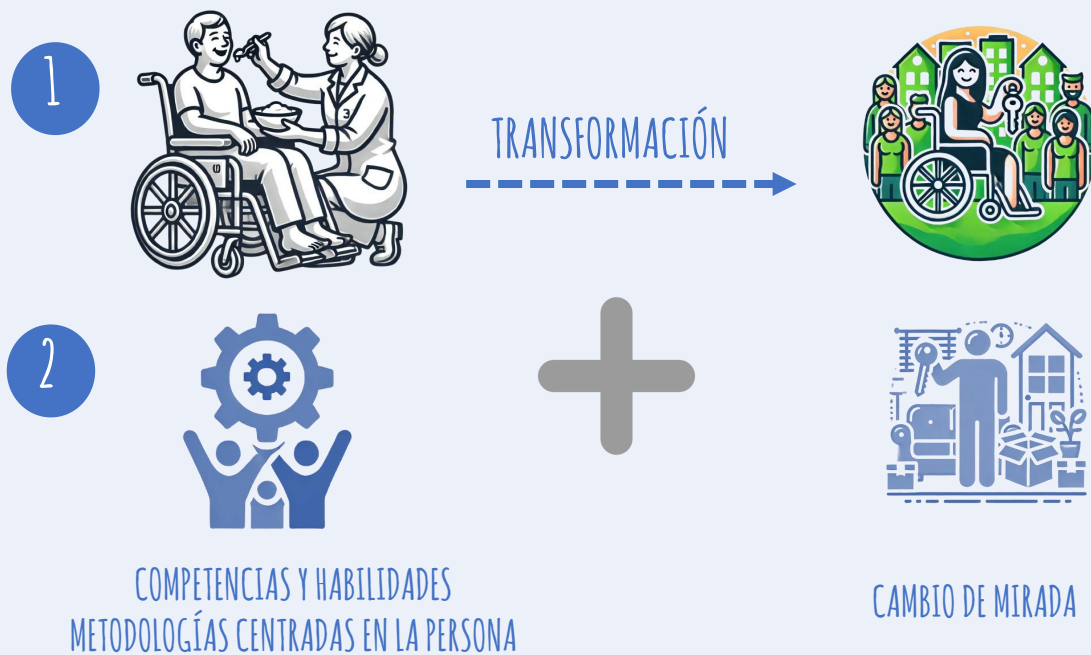 1
TRANSFORMACIÓN
2
COMPETENCIAS Y HABILIDADES
METODOLOGÍAS CENTRADAS EN LA PERSONA
CAMBIO DE MIRADA